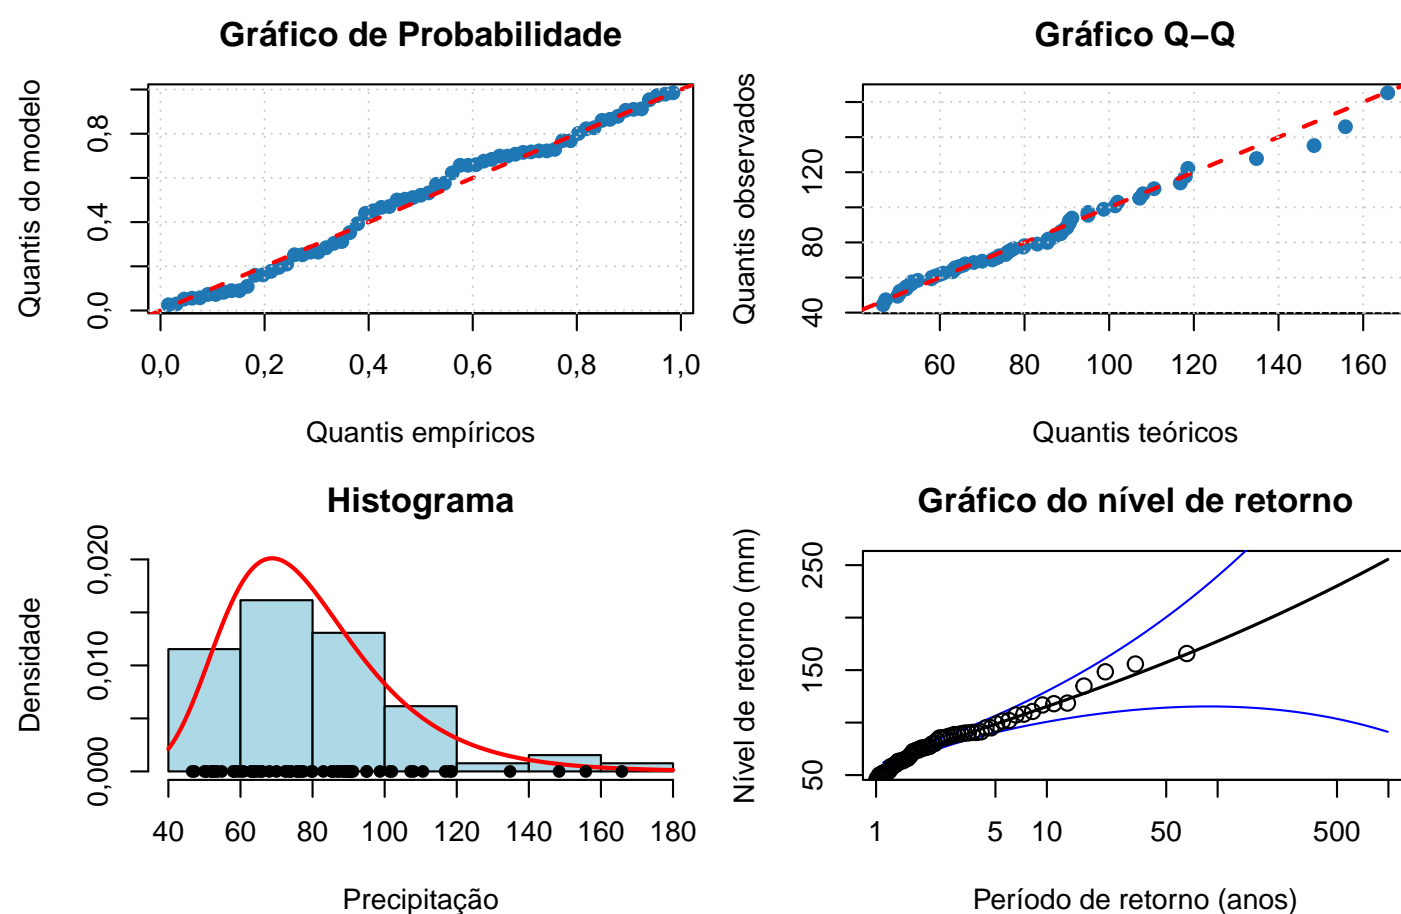 Gráfico de Probabilidade
Quantis do modelo
0,0 0,4 0,8
0,0 0,2 0,4 0,6 0,8 1,0
Quantis empíricos
Gráfico Q−Q
Quantis observados
40 80 120
60 80 100 120 140 160
Quantis teóricos
Histograma
Densidade
0,000 0,010 0,020
40 60 80 100 120 140 160 180
Precipitação
Gráfico do nível de retorno
Nível de retorno (mm)
50 150 250
1 5 10 50 500
Período de retorno (anos)